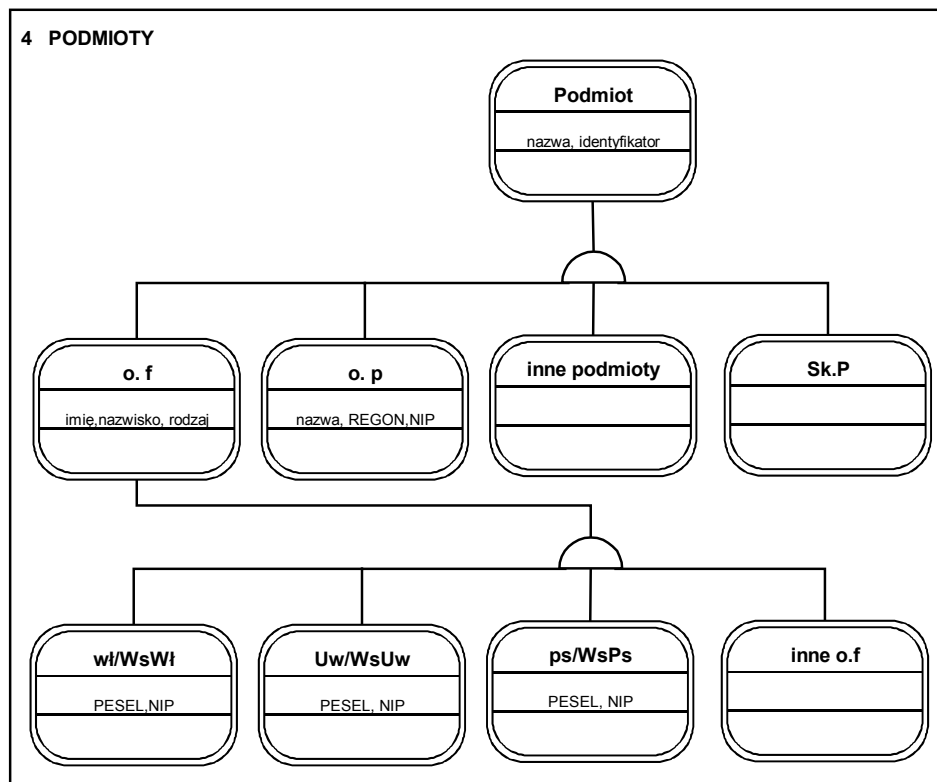 4 PODMIOTY
Podmiot
nazwa, identyfikator
o. f
imię,nazwisko, rodzaj
o. p
nazwa, REGON,NIP
inne podmioty
Sk.P
wł/WsWł
PESEL,NIP
Uw/WsUw
PESEL, NIP
ps/WsPs
PESEL, NIP
inne o.f